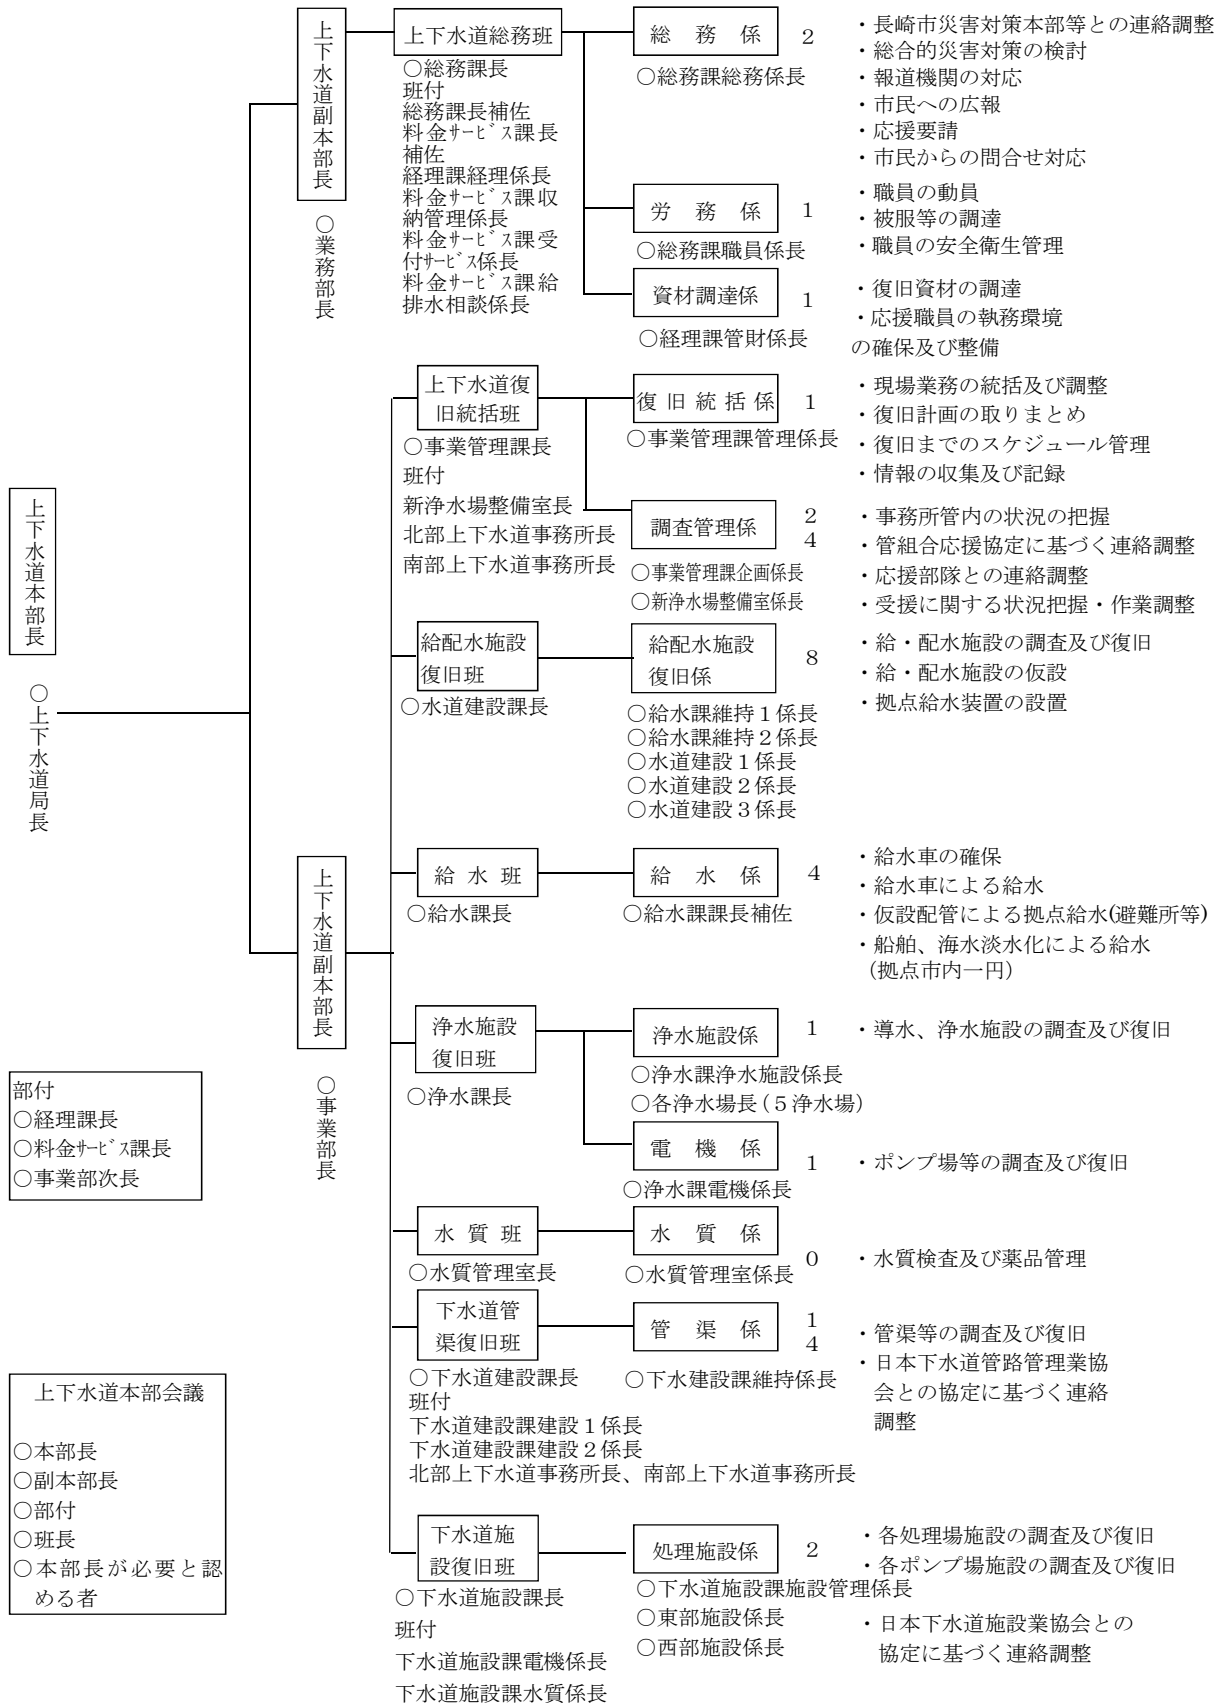 上下水道本部長
○上下水道局長
部付
○経理課長
○料金ｻｰﾋﾞｽ課長
○事業部次長
上下水道本部会議
○本部長
○副本部長
○部付
○班長
○本部長が必要と認
める者
上下水道副本部長
○業務部長
上下水道総務班
○総務課長
班付
総務課長補佐
料金ｻｰﾋﾞｽ課長
補佐
経理課経理係長
料金ｻｰﾋﾞｽ課収
納管理係長
料金ｻｰﾋﾞｽ課受
付ｻｰﾋﾞｽ係長
料金ｻｰﾋﾞｽ課給
排水相談係長
総務係
2
○総務課総務係長
・長崎市災害対策本部等との連絡調整
・総合的災害対策の検討
・報道機関の対応
・市民への広報
・応援要請
・市民からの問合せ対応
労務係
1
○総務課職員係長
・職員の動員
・被服等の調達
・職員の安全衛生管理
資材調達係
1
○経理課管財係長
・復旧資材の調達
・応援職員の執務環境
の確保及び整備
上下水道副本部長
○事業部長
上下水道復
旧統括班
○事業管理課長
班付
新浄水場整備室長
北部上下水道事務所長
南部上下水道事務所長
復旧統括係
1
○事業管理課管理係長
・現場業務の統括及び調整
・復旧計画の取りまとめ
・復旧までのスケジュール管理
・情報の収集及び記録
調査管理係
2
4
○事業管理課企画係長
○新浄水場整備室係長
・事務所管内の状況の把握
・管組合応援協定に基づく連絡調整
・応援部隊との連絡調整
・受援に関する状況把握・作業調整
給配水施設
復旧班
○水道建設課長
給配水施設
復旧係
8
○給水課維持１係長
○給水課維持２係長
○水道建設１係長
○水道建設２係長
○水道建設３係長
・給・配水施設の調査及び復旧
・給・配水施設の仮設
・拠点給水装置の設置
給水班
○給水課長
給水係
4
○給水課課長補佐
・給水車の確保
・給水車による給水
・仮設配管による拠点給水(避難所等)
・船舶、海水淡水化による給水
（拠点市内一円）
浄水施設
復旧班
○浄水課長
浄水施設係
1
○浄水課浄水施設係長
○各浄水場長（５浄水場）
・導水、浄水施設の調査及び復旧
電機係
1
○浄水課電機係長
・ポンプ場等の調査及び復旧
水質班
○水質管理室長
水質係
0
○水質管理室係長
・水質検査及び薬品管理
下水道管
渠復旧班
○下水道建設課長
班付
下水道建設課建設１係長
下水道建設課建設２係長
北部上下水道事務所長、南部上下水道事務所長
管渠係
1
4
○下水建設課維持係長
・管渠等の調査及び復旧
・日本下水道管路管理業協
会との協定に基づく連絡
調整
下水道施
設復旧班
○下水道施設課長
班付
下水道施設課電機係長
下水道施設課水質係長
処理施設係
2
○下水道施設課施設管理係長
○東部施設係長
○西部施設係長
・各処理場施設の調査及び復旧
・各ポンプ場施設の調査及び復旧
・日本下水道施設業協会との
協定に基づく連絡調整